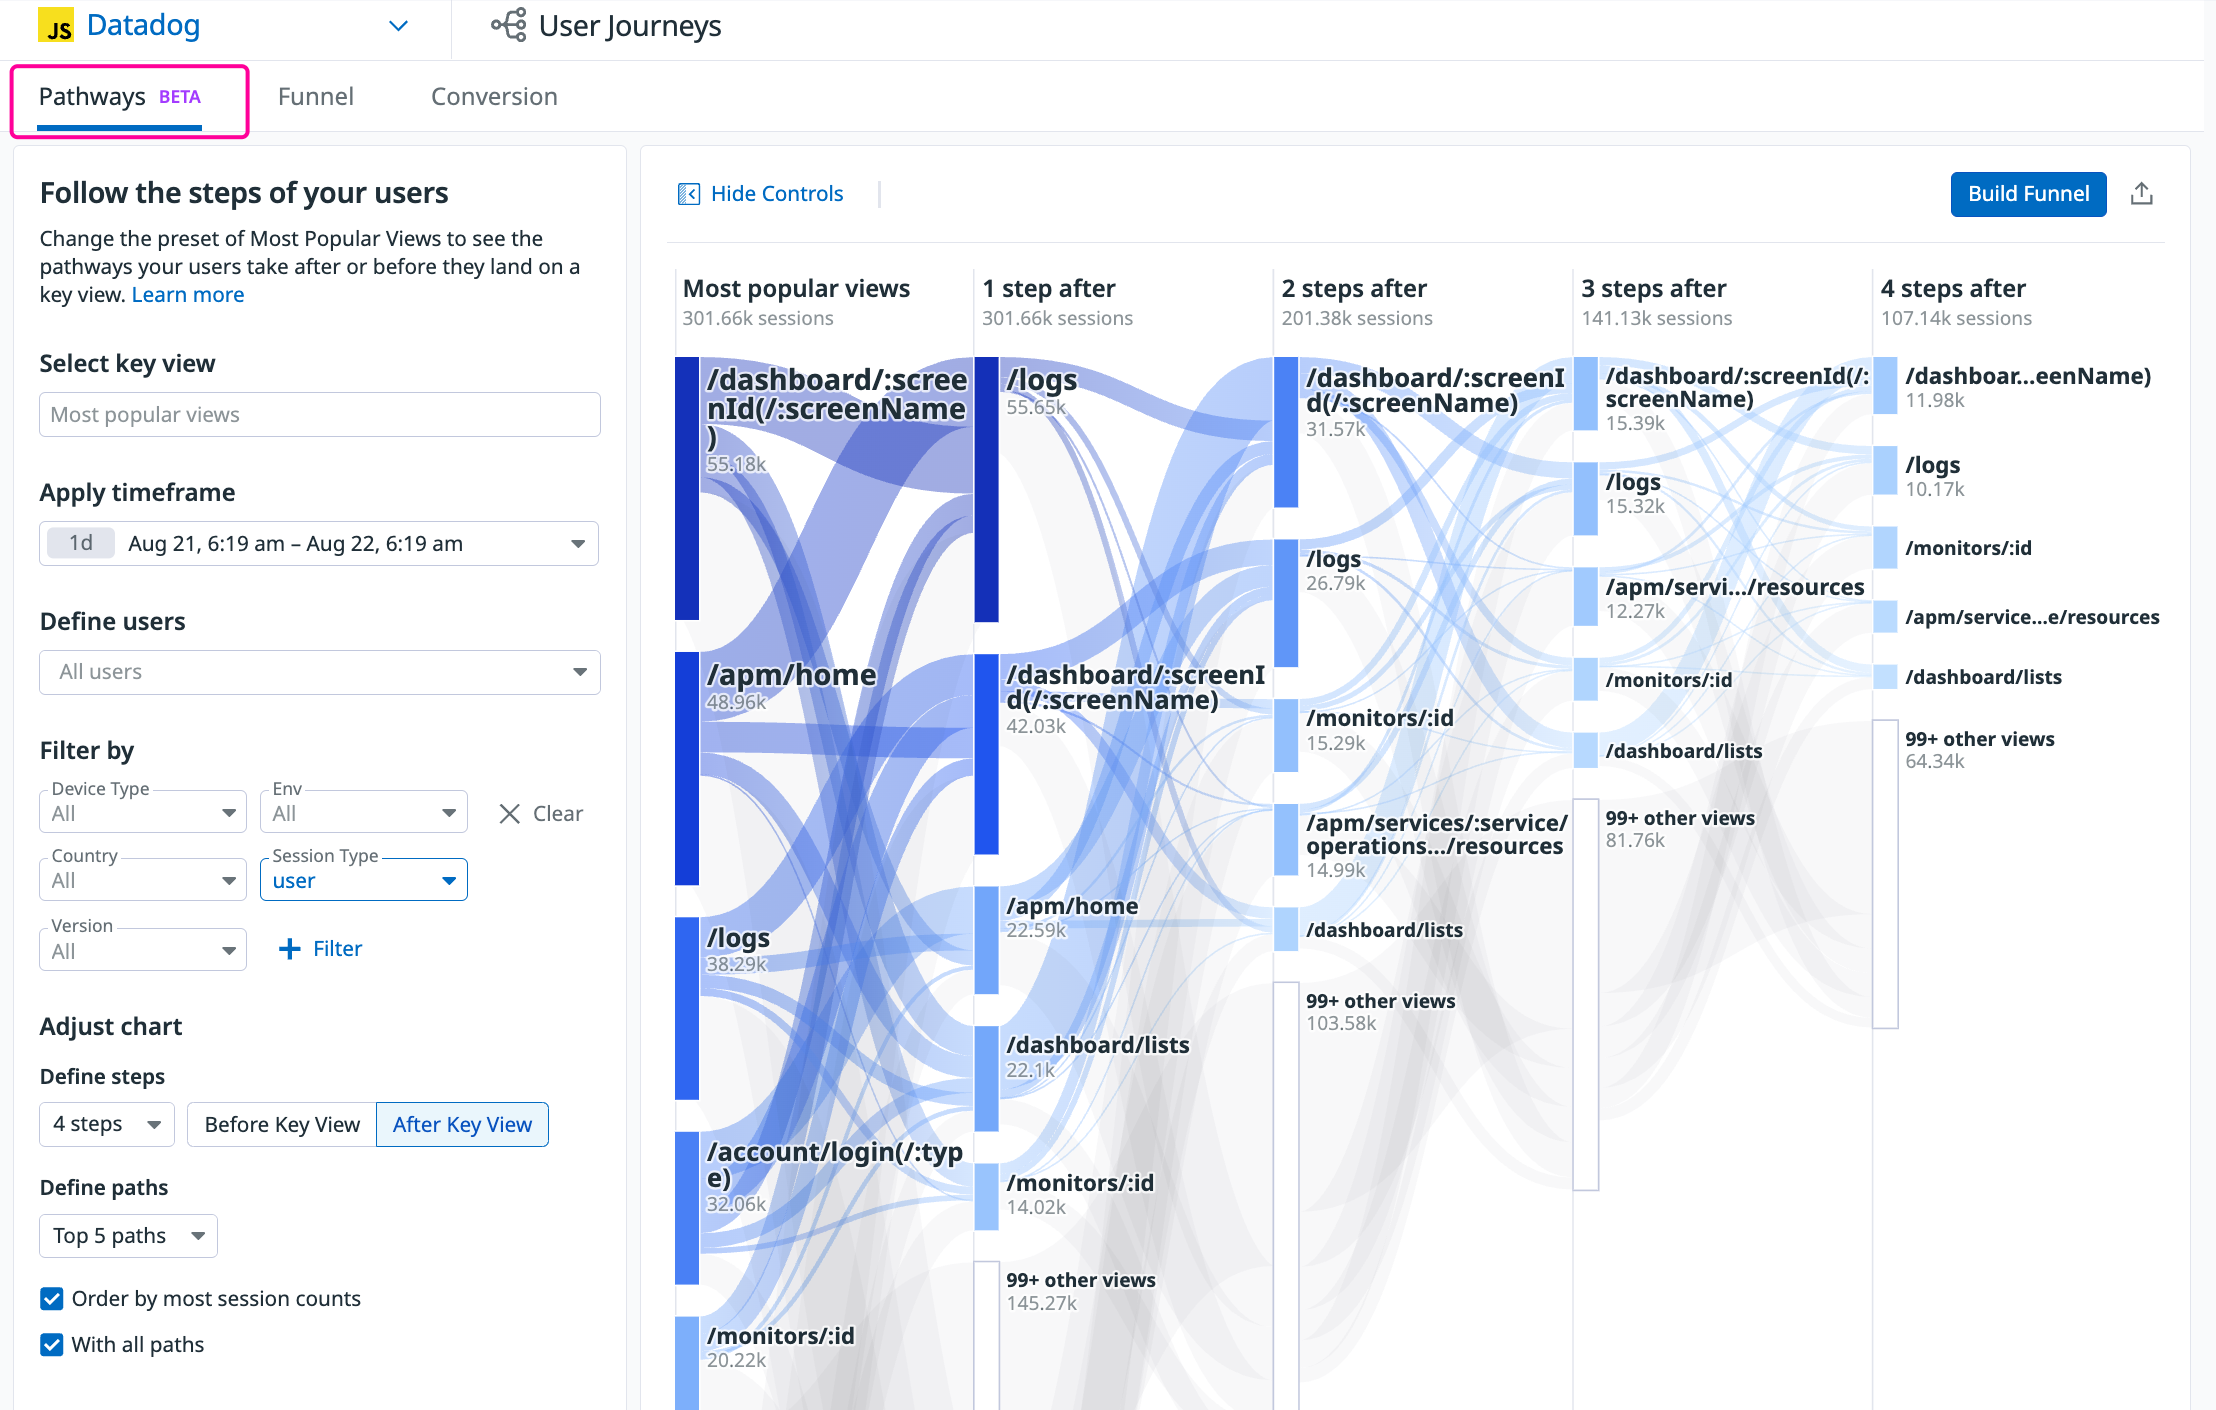 JS Datadog
User Journeys
Pathways BETA
Funnel
Conversion
Follow the steps of your users
Change the preset of Most Popular Views to see the
pathways your users take after or before they land on a
key view. Learn more
Select key view
Most popular views
Apply timeframe
1d Aug 21, 6:19 am – Aug 22, 6:19 am
Define users
All users
Filter by
Device Type
All
Env
All
Clear
Country
All
Session Type
user
Version
All
Filter
Adjust chart
Define steps
4 steps
Before Key View
After Key View
Define paths
Top 5 paths
Order by most session counts
With all paths
Hide Controls
Build Funnel
Most popular views
301.66k sessions
/dashboard/:scree
nId(/:screenName
)
55.18k
/apm/home
48.96k
/logs
38.29k
/account/login(/:typ
e)
32.06k
/monitors/:id
20.22k
1 step after
301.66k sessions
/logs
55.65k
/dashboard/:screenI
d(/:screenName)
42.03k
/apm/home
22.59k
/dashboard/lists
22.1k
/monitors/:id
14.02k
99+ other views
145.27k
2 steps after
201.38k sessions
/dashboard/:screenI
d(/:screenName)
31.57k
/logs
26.79k
/monitors/:id
15.29k
/apm/services/:service/
operations.../resources
14.99k
/dashboard/lists
99+ other views
103.58k
3 steps after
141.13k sessions
/dashboard/:screenId(/:
screenName)
15.39k
/logs
15.32k
/apm/servi.../resources
12.27k
/monitors/:id
/dashboard/lists
99+ other views
81.76k
4 steps after
107.14k sessions
/dashboar...eenName)
11.98k
/logs
10.17k
/monitors/:id
/apm/service...e/resources
/dashboard/lists
99+ other views
64.34k